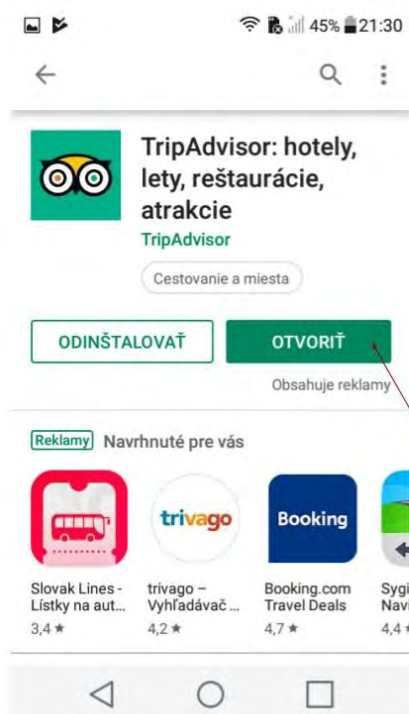 45% 21:30
TripAdvisor: hotely,
lety, reštaurácie,
atrakcie
TripAdvisor
Cestovanie a miesta
ODINŠTALOVAŤ
OTVORIŤ
Obsahuje reklamy
Reklamy Navrhnuté pre vás
trivago
Booking
Slovak Lines -
Lístky na aut...
3,4 ★
trivago –
Vyhľadávač ...
4,2 ★
Booking.com
Travel Deals
4,7 ★
Sygi
Navi
4,4 ★